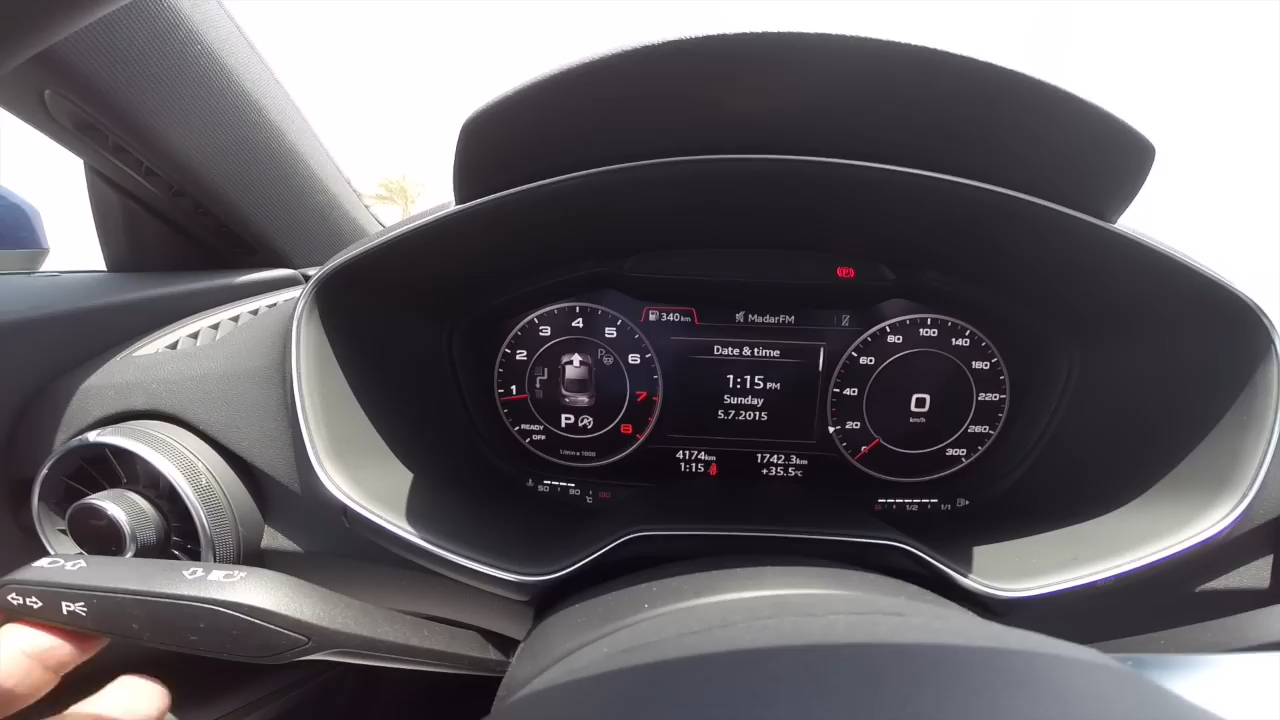 340 km
MadarFM
Date & time
1:15 PM
Sunday
5.7.2015
4174km
1:15
1742.3km
+35.5°C
1
2
3
4
5
6
7
8
P
READY
OFF
1/min x 1000
P
20
40
60
80
100
140
180
220
260
300
0
km/h
50
90
°C
130
1/2
1/1
P
(P)